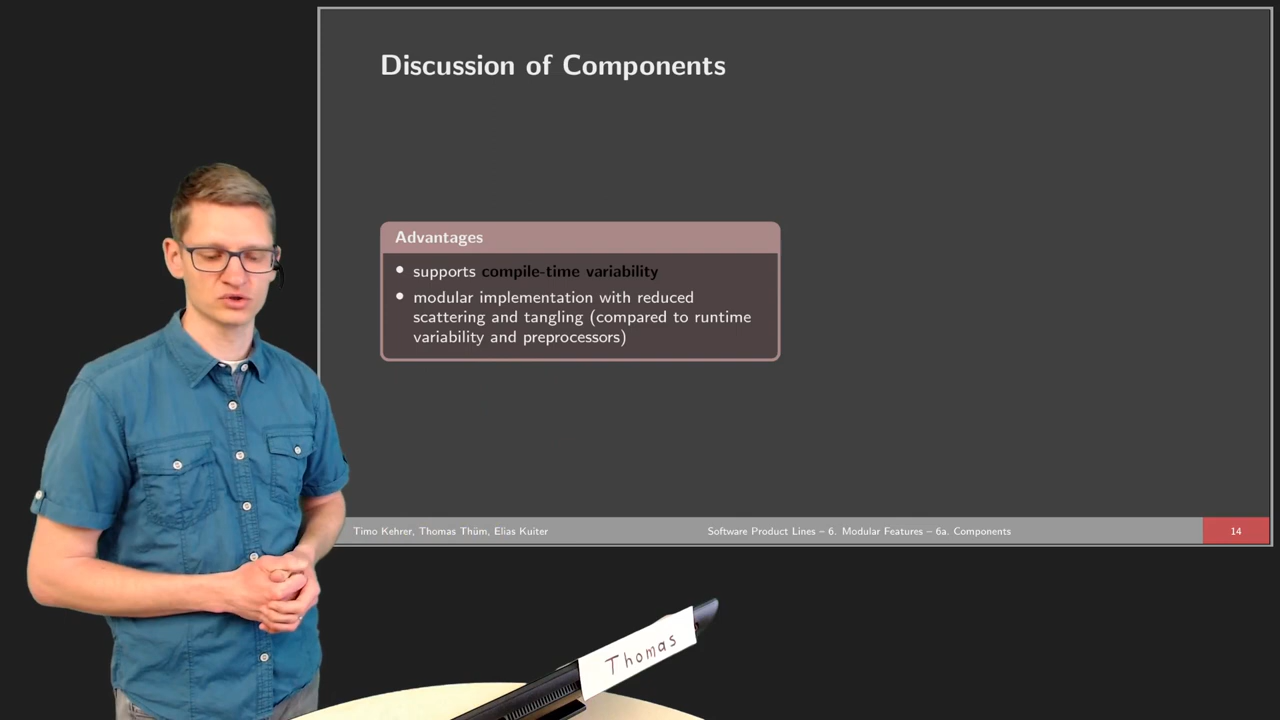 Discussion of Components
Advantages
• supports compile-time variability
• modular implementation with reduced
scattering and tangling (compared to runtime
variability and preprocessors)
Timo Kehrer, Thomas Thüm, Elias Kuiter
Software Product Lines – 6. Modular Features – 6a. Components
14
Thomas